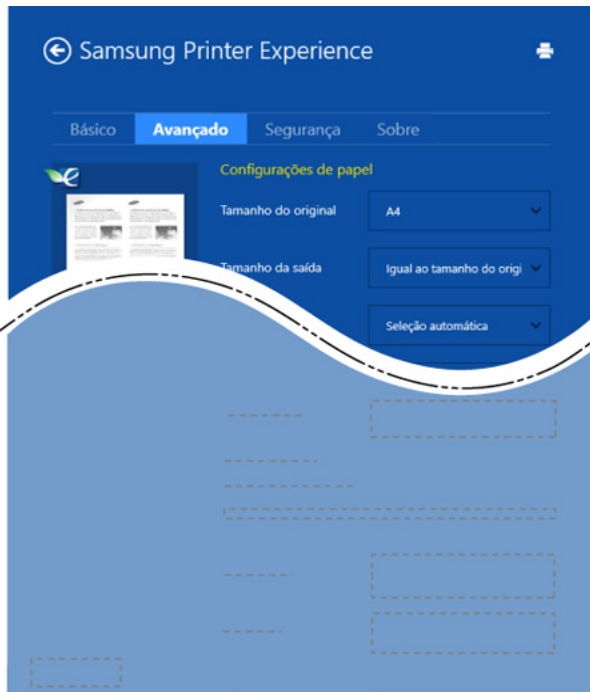 Samsung Printer Experience
Básico Avançado Segurança Sobre
Configurações de papel
Tamanho do original A4
Tamanho da saída Igual ao tamanho do origi
Seleção automática